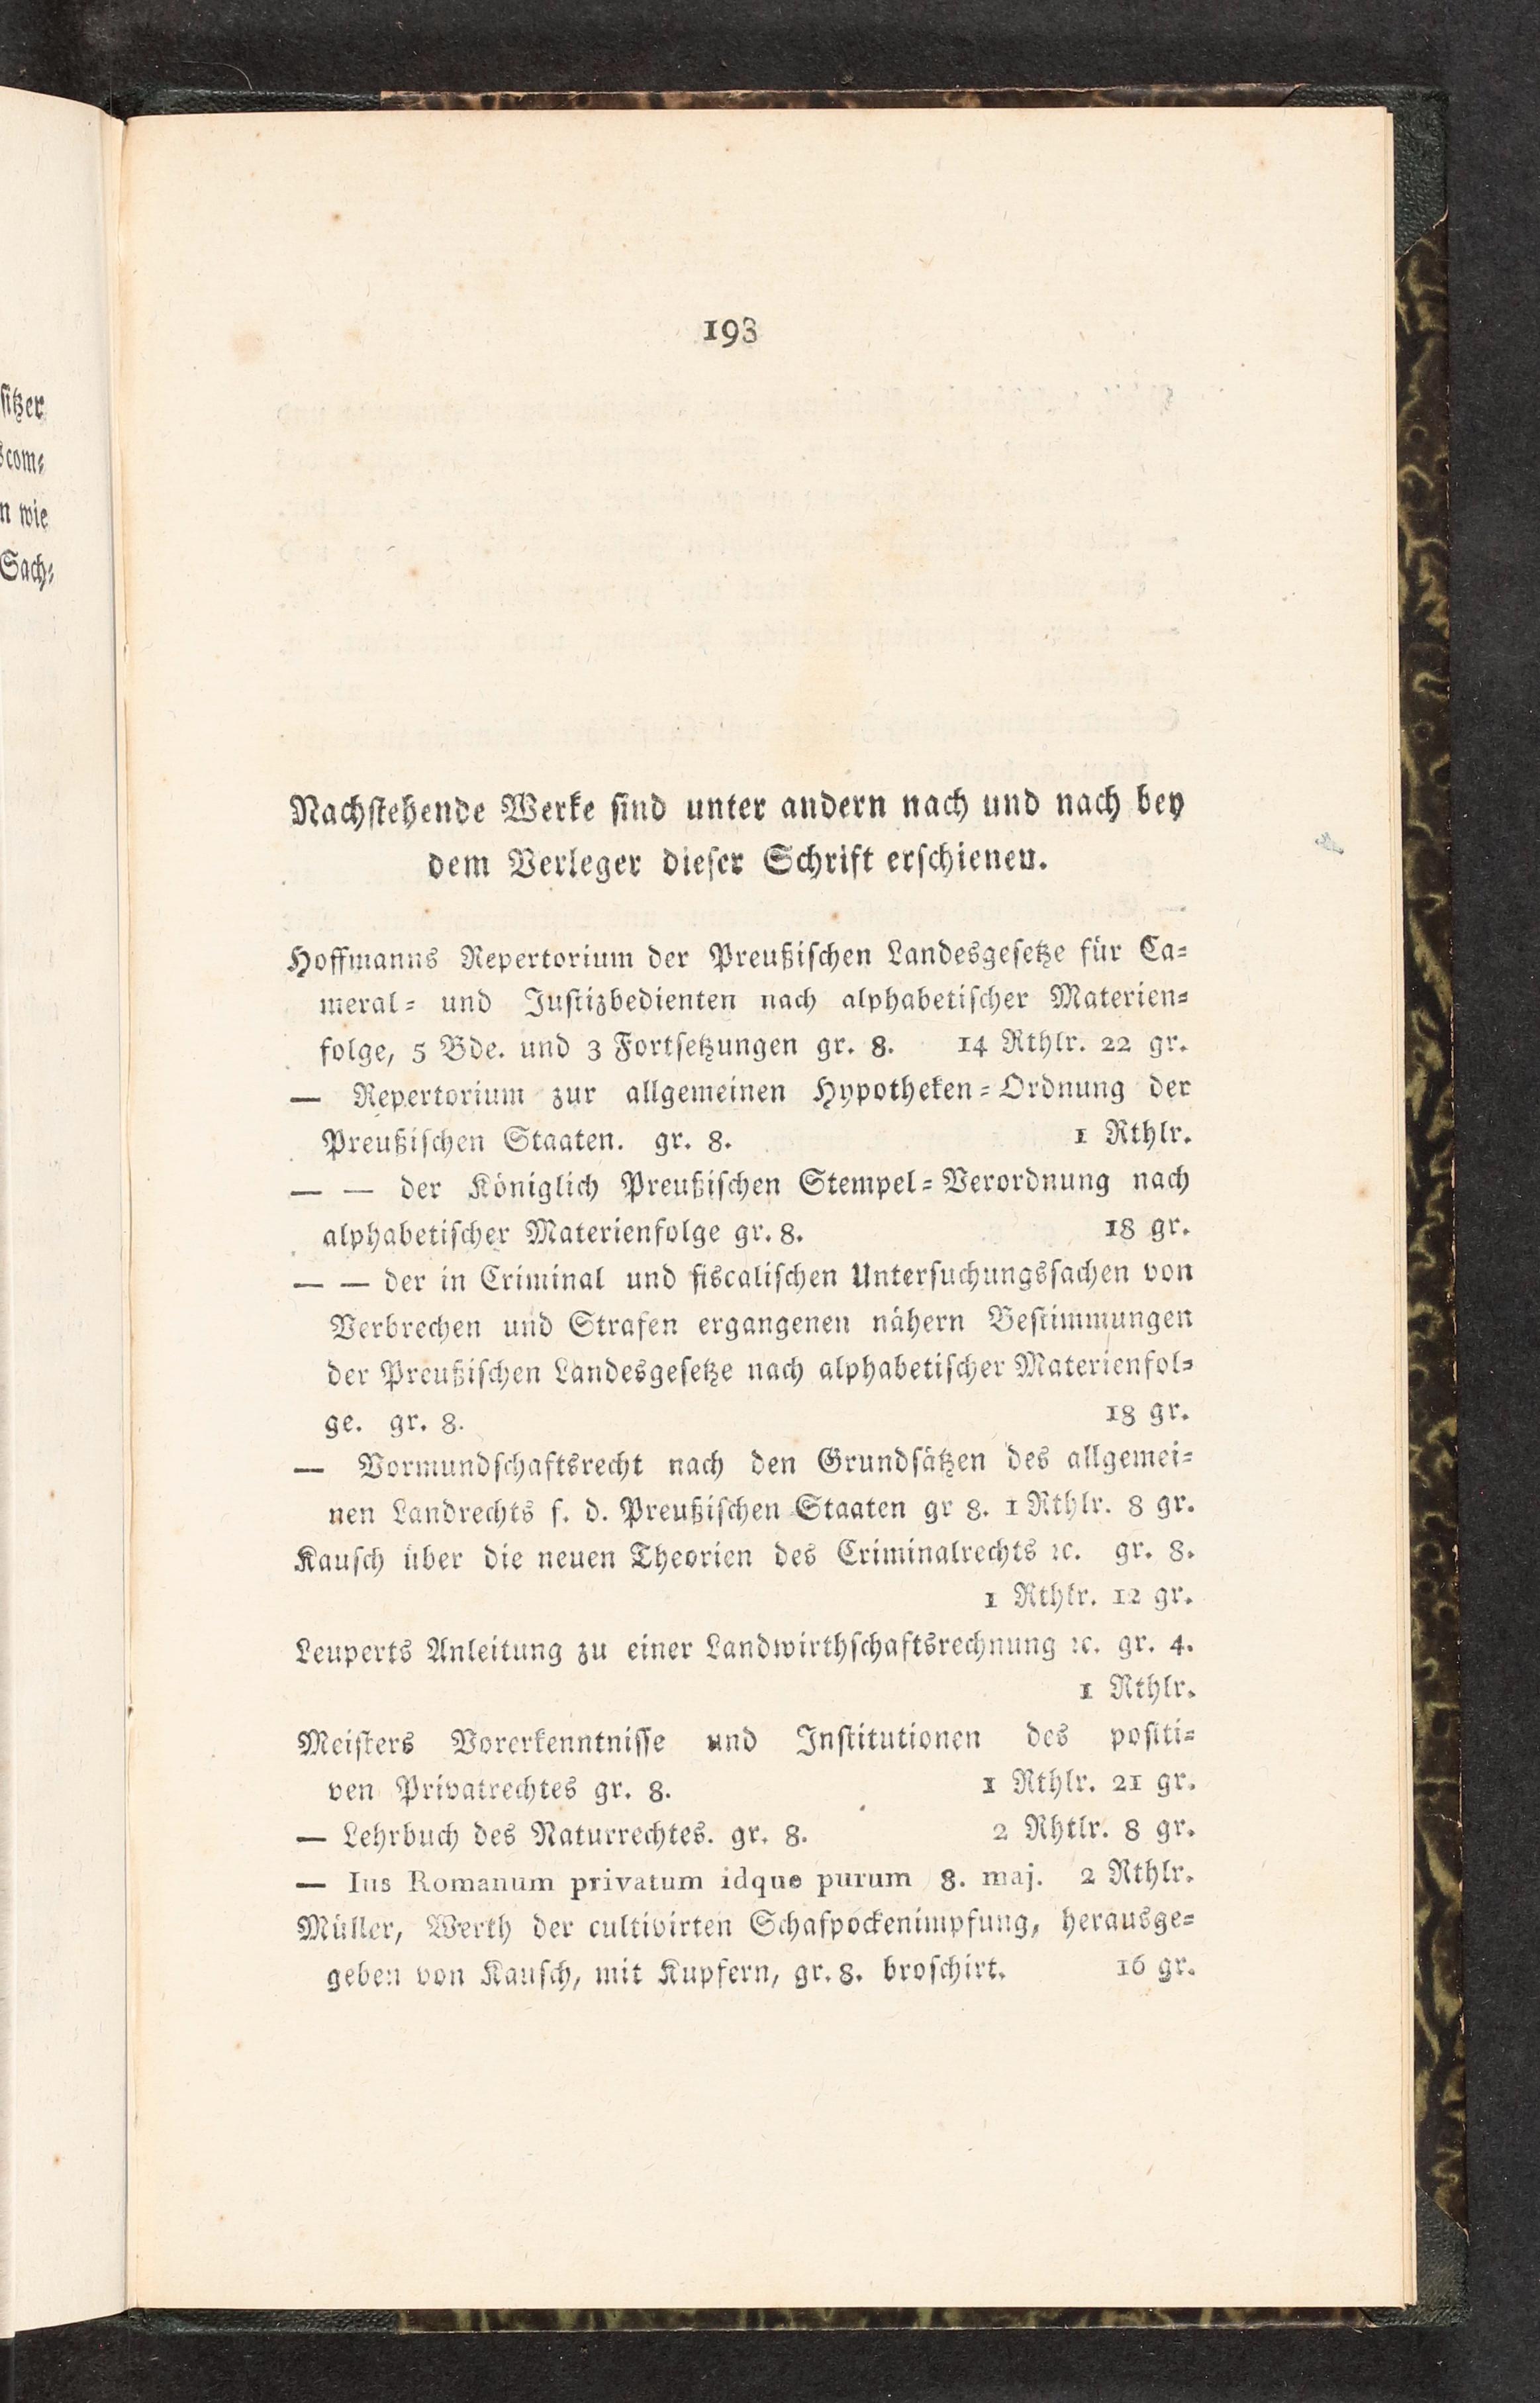 sitzer
scom⸗
n wie
Sach⸗
193
Nachstehende Werke sind unter andern nach und nach bey
dem Verleger dieser Schrift erschienen.
Hoffmanns Repertorium der Preußischen Landesgesetze für Ca⸗
meral⸗ und Justizbedienten nach alphabetischer Materien⸗
folge, 5 Bde. und 3 Fortsetzungen gr. 8. 14 Rthlr. 22 gr.
— Repertorium zur allgemeinen Hypotheken⸗Ordnung der
Preußischen Staaten. gr. 8. 1 Rthlr.
— — der Königlich Preußischen Stempel⸗Verordnung nach
alphabetischer Materienfolge gr. 8. 18 gr.
— — der in Criminal und fiscalischen Untersuchungssachen von
Verbrechen und Strafen ergangenen nähern Bestimmungen
der Preußischen Landesgesetze nach alphabetischer Materienfol⸗
ge. gr. 8. 18 gr.
— Vormundschaftsrecht nach den Grundsätzen des allgemei⸗
nen Landrechts f. d. Preußischen Staaten gr 8. 1 Rthlr. 8 gr.
Kausch über die neuen Theorien des Criminalrechts ꝛc. gr. 8.
1 Rthlr. 12 gr.
Leuperts Anleitung zu einer Landwirthschaftsrechnung ꝛc. gr. 4.
1 Rthlr.
Meisters Vorerkenntnisse und Institutionen des positi⸗
ven Privatrechtes gr. 8. 1 Rthlr. 21 gr.
— Lehrbuch des Naturrechtes. gr. 8. 2 Rhtlr. 8 gr.
— Ius Romanum privatum idque purum 8. maj. 2 Rthlr.
Müller, Werth der cultivirten Schafpockenimpfung, herausge⸗
geben von Kausch, mit Kupfern, gr. 8. broschirt. 16 gr.